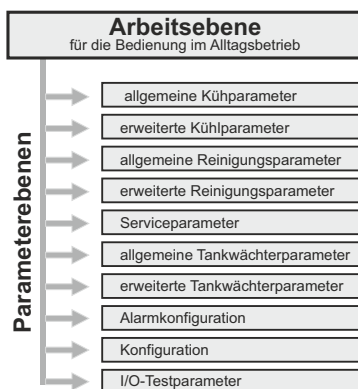 Arbeitsebene
für die Bedienung im Alltagsbetrieb
Parameterebenen
allgemeine Kühparameter
erweiterte Kühlparameter
allgemeine Reinigungsparameter
erweiterte Reinigungsparameter
Serviceparameter
allgemeine Tankwächterparameter
erweiterte Tankwächterparameter
Alarmkonfiguration
Konfiguration
I/O-Testparameter